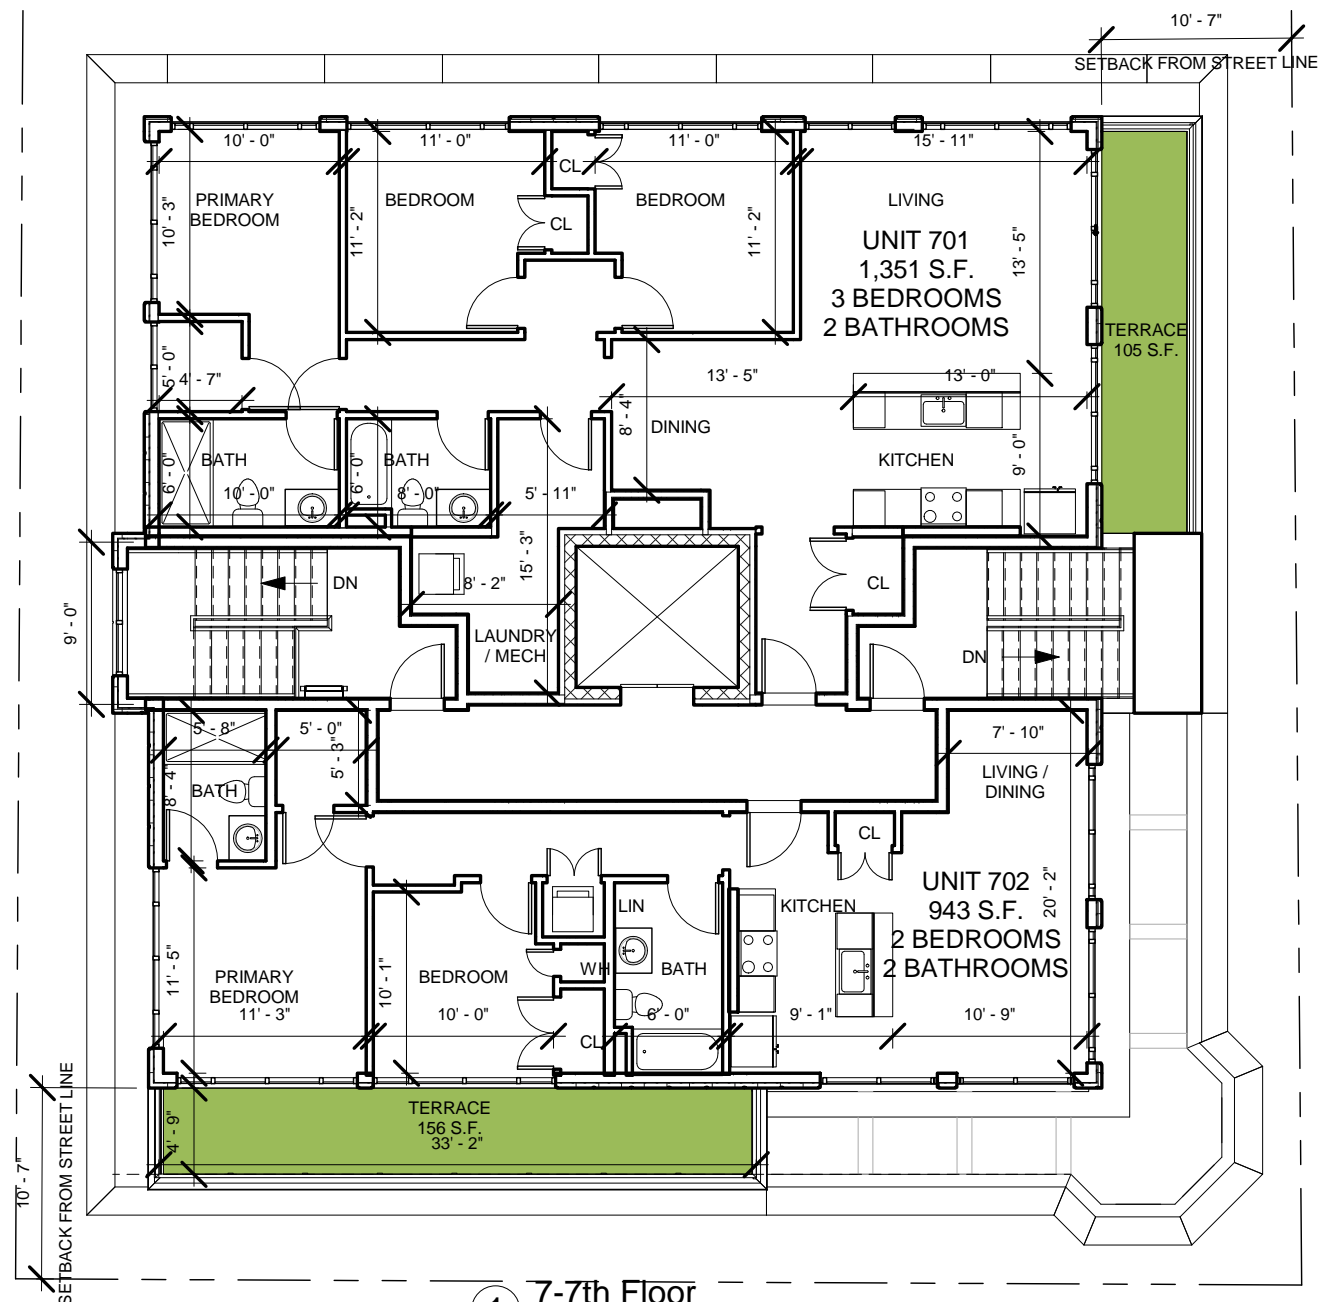 10' - 7"
SETBACK FROM STREET LINE
10' - 0"
11' - 0"
11' - 0"
15' - 11"
CL
PRIMARY
BEDROOM
BEDROOM
BEDROOM
LIVING
10' - 3"
11' - 2"
CL
11' - 2"
13' - 5"
UNIT 701
1,351 S.F.
3 BEDROOMS
2 BATHROOMS
TERRACE
105 S.F.
5' - 0"
4' - 7"
13' - 5"
13' - 0"
8' - 4"
DINING
KITCHEN
9' - 0"
BATH
6' - 0"
10' - 0"
BATH
6' - 0"
8' - 0"
5' - 11"
15' - 3"
DN
8' - 2"
CL
9' - 0"
LAUNDRY
/ MECH
DN
5' - 8"
5' - 0"
5' - 3"
7' - 10"
8' - 4"
BATH
LIVING /
DINING
CL
UNIT 702
943 S.F.
2 BEDROOMS
2 BATHROOMS
20' - 2"
LIN
KITCHEN
11' - 5"
PRIMARY
BEDROOM
11' - 3"
10' - 1"
BEDROOM
10' - 0"
WH
BATH
6' - 0"
9' - 1"
10' - 9"
CL
TERRACE
156 S.F.
33' - 2"
4' - 9"
10' - 7"
SETBACK FROM STREET LINE
1
7-7th Floor